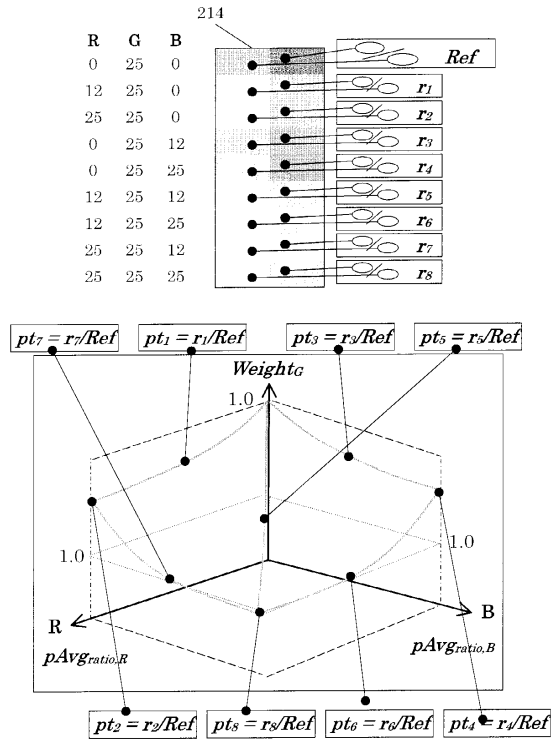 214
R G B
0 25 0 Ref
12 25 0 r1
25 25 0 r2
0 25 12 r3
0 25 25 r4
12 25 12 r5
12 25 25 r6
25 25 12 r7
25 25 25 r8
pt7 = r7/Ref pt1 = r1/Ref pt3 = r3/Ref pt5 = r5/Ref
WeightG
1.0
1.0 1.0
R B
pAvgratio,R pAvgratio,B
pt2 = r2/Ref pt8 = r8/Ref pt6 = r6/Ref pt4 = r4/Ref